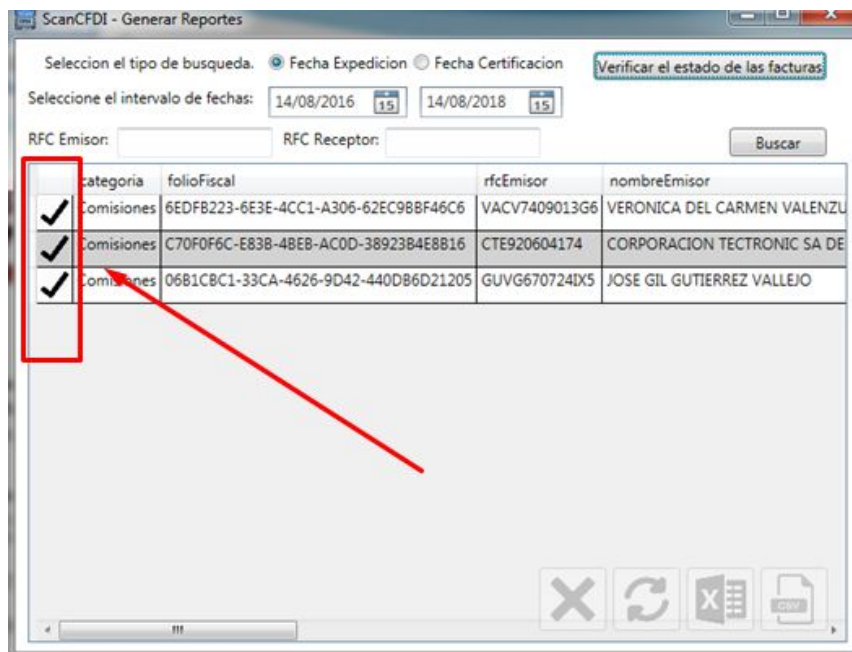 ScanCFDI - Generar Reportes
Seleccion el tipo de busqueda. Fecha Expedicion Fecha Certificacion Verificar el estado de las facturas
Seleccione el intervalo de fechas: 14/08/2016 15 14/08/2018 15
RFC Emisor: RFC Receptor: Buscar
categoria folioFiscal rfcEmisor nombreEmisor
Comisiones 6EDFB223-6E3E-4CC1-A306-62EC9BBF46C6 VACV7409013G6 VERONICA DEL CARMEN VALENZU
Comisiones C70F0F6C-E83B-4BEB-AC0D-38923B4E8B16 CTE920604174 CORPORACION TECTRONIC SA DE
Comisiones 06B1CBC1-33CA-4626-9D42-440DB6D21205 GUVG670724IX5 JOSE GIL GUTIERREZ VALLEJO
CSV